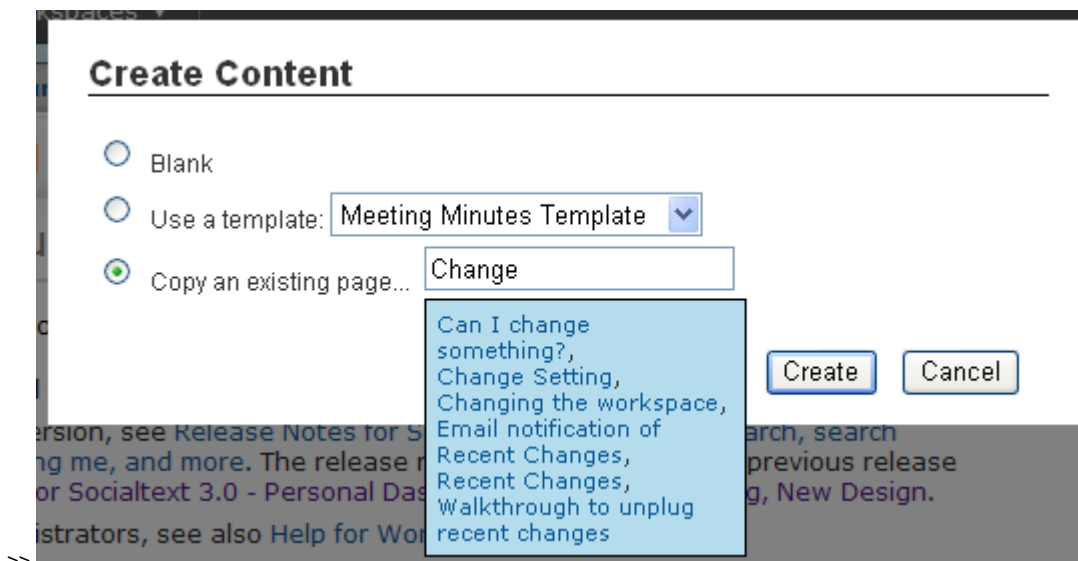 kspaces ▼
Create Content
Blank
Use a template: Meeting Minutes Template
Copy an existing page... Change
Can I change
something?,
Change Setting,
Changing the workspace,
Email notification of
Recent Changes,
Recent Changes,
Walkthrough to unplug
recent changes
Create Cancel
ersion, see Release Notes for S arch, search
ng me, and more. The release previous release
or Socialtext 3.0 - Personal Das g, New Design.
istrators, see also Help for Wor